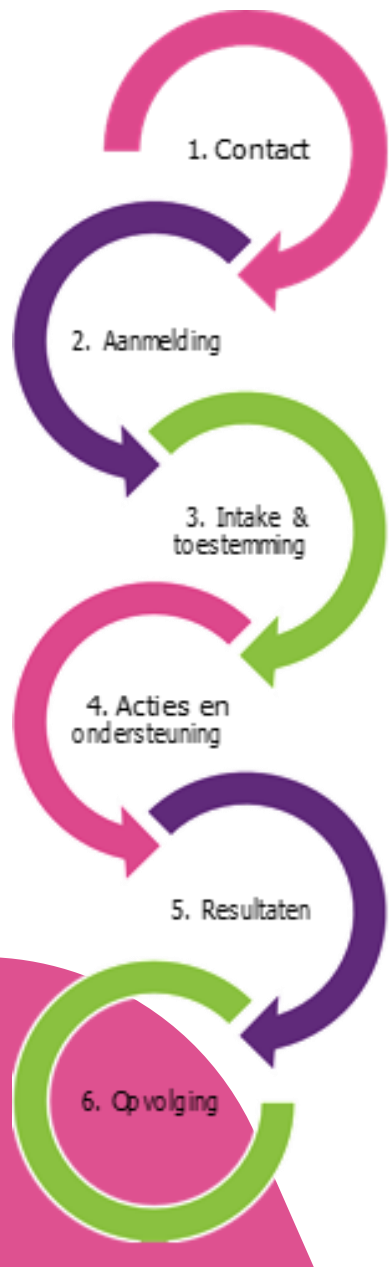 1. Contact
2. Aanmelding
3. Intake &
toestemming
4. Acties en
ondersteuning
5. Resultaten
6. Opvolging